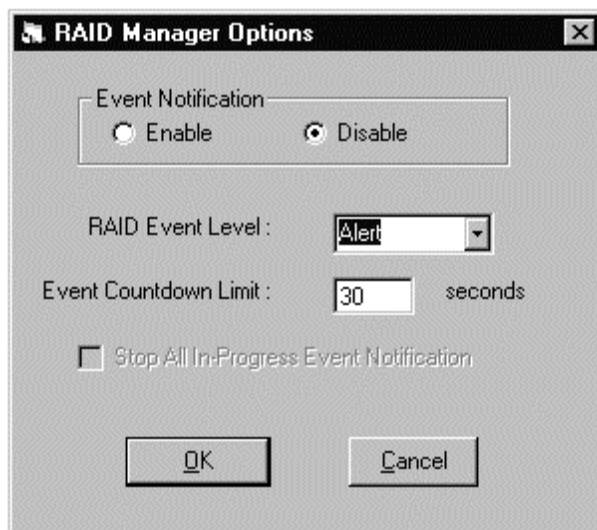 RAID Manager Options
Event Notification
Enable Disable
RAID Event Level : Alert
Event Countdown Limit : 30 seconds
Stop All In-Progress Event Notification
OK Cancel